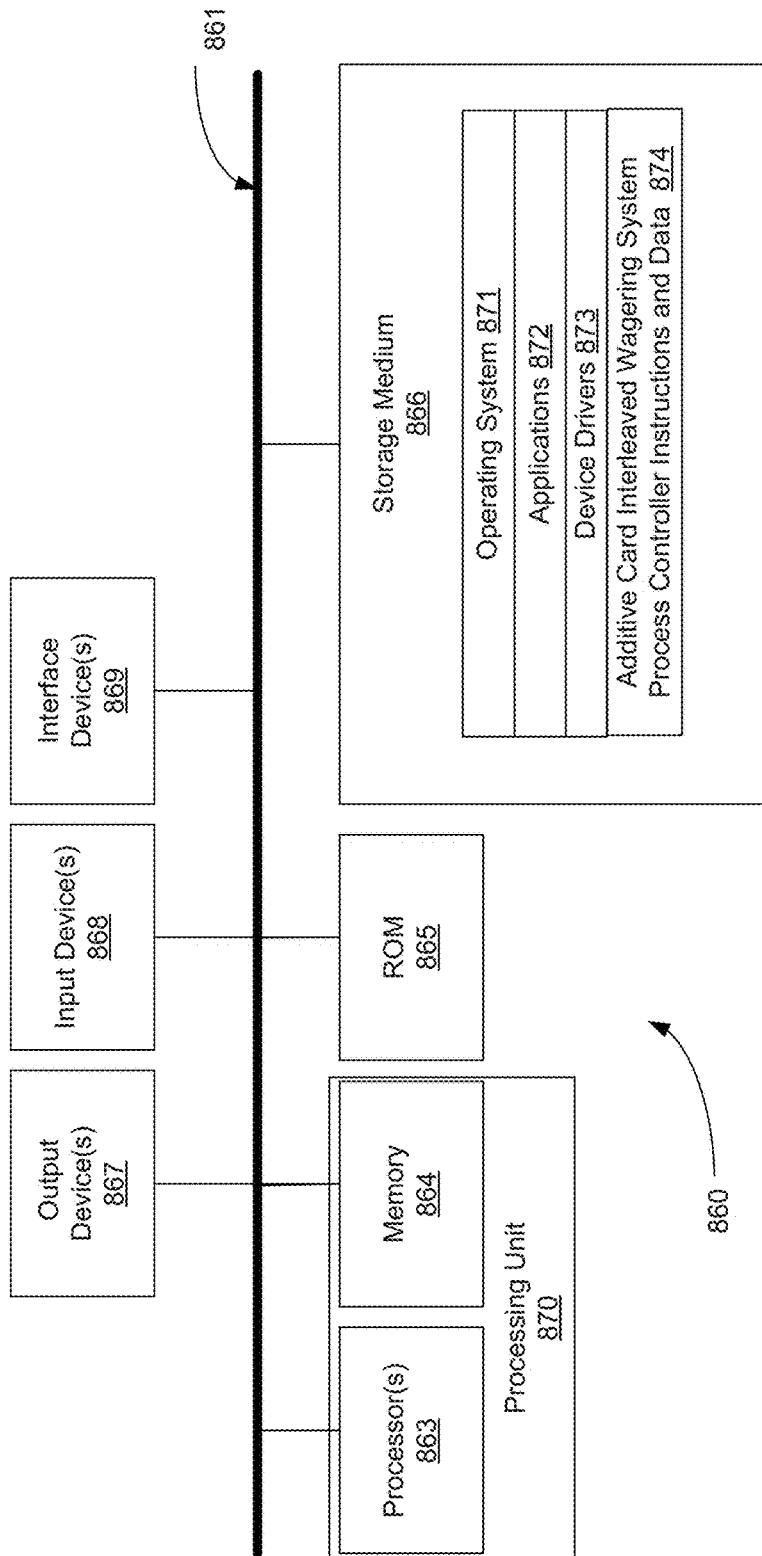 861
Output
Device(s)
867
Input Device(s)
868
Interface
Device(s)
869
Processor(s)
863
Memory
864
Processing Unit
870
ROM
865
Storage Medium
866
Operating System 871
Applications 872
Device Drivers 873
Additive Card Interleaved Wagering System
Process Controller Instructions and Data 874
860